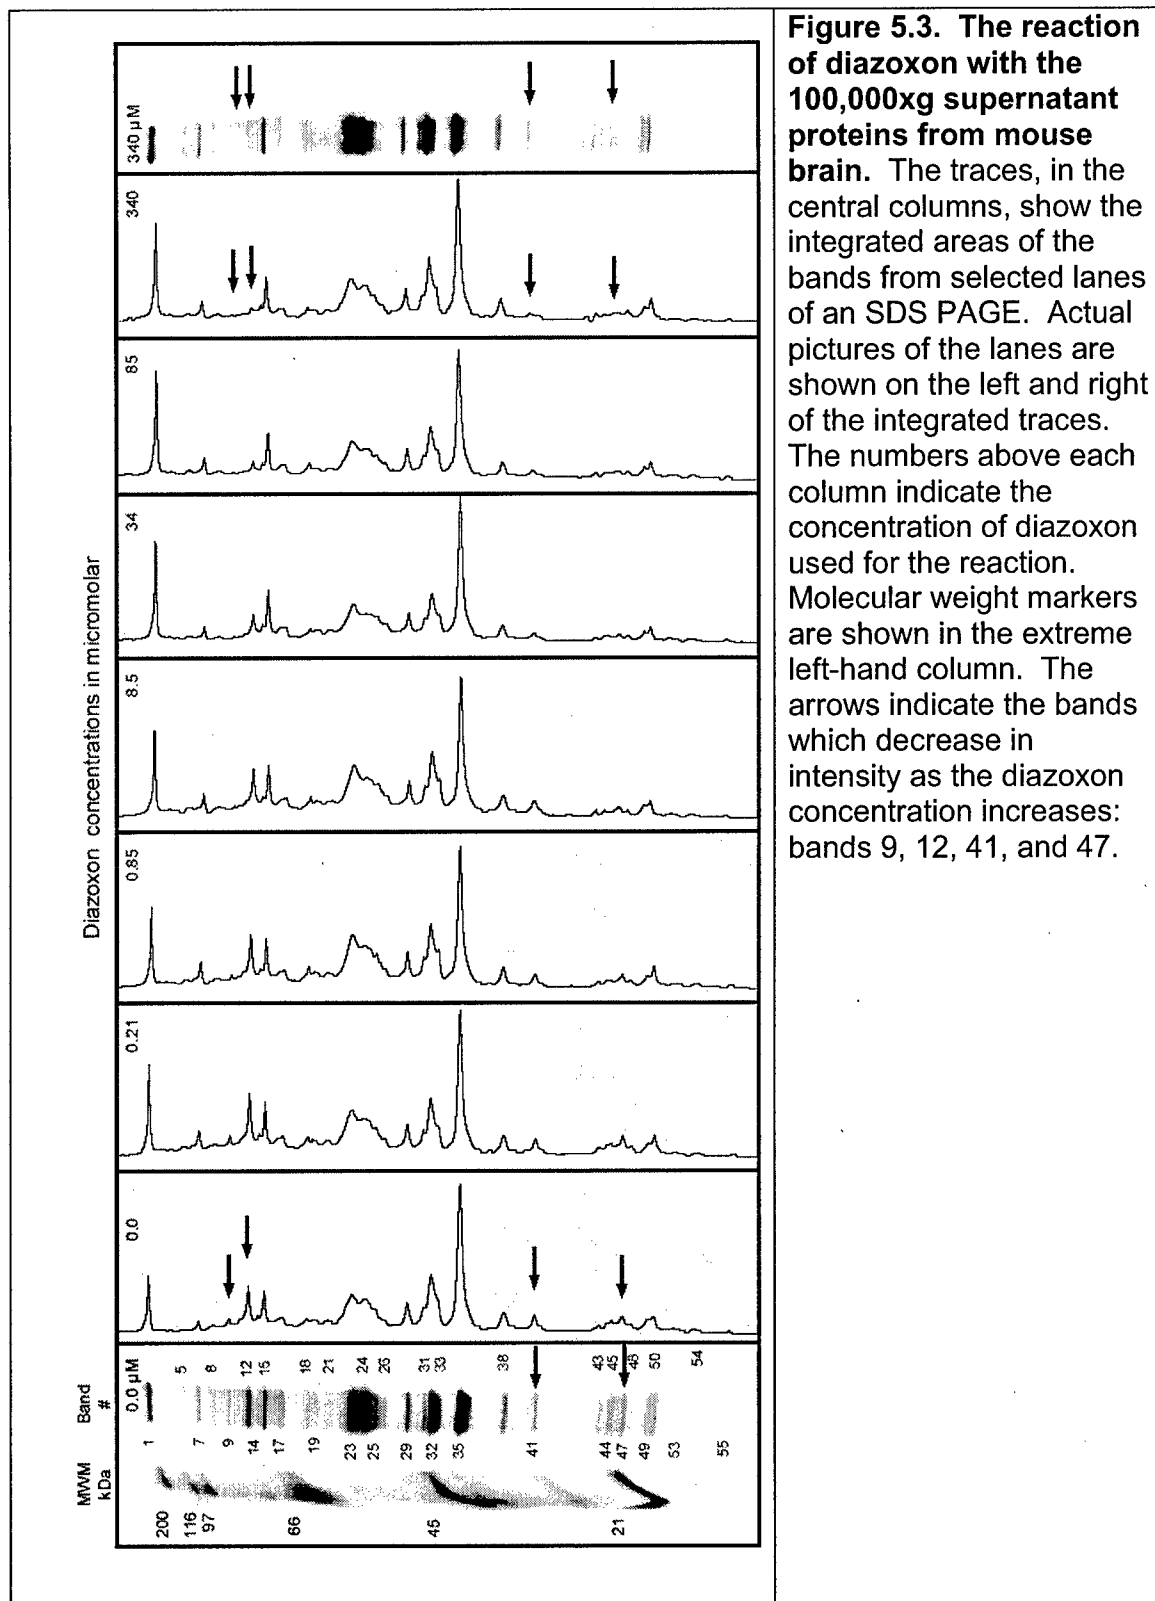 Figure 5.3. The reaction
of diazoxon with the
100,000xg supernatant
proteins from mouse
brain. The traces, in the
central columns, show the
integrated areas of the
bands from selected lanes
of an SDS PAGE. Actual
pictures of the lanes are
shown on the left and right
of the integrated traces.
The numbers above each
column indicate the
concentration of diazoxon
used for the reaction.
Molecular weight markers
are shown in the extreme
left-hand column. The
arrows indicate the bands
which decrease in
intensity as the diazoxon
concentration increases:
bands 9, 12, 41, and 47.
Diazoxon concentrations in micromolar
MWM
kDa
Band
#
0.0 µM
0.0
0.21
0.85
8.5
34
85
340
340 µM
200
116
97
66
45
21
1
7
9
14
17
19
23
25
29
32
35
41
44
47
49
53
55
5
8
12
15
18
21
24
26
31
33
38
43
45
48
50
54